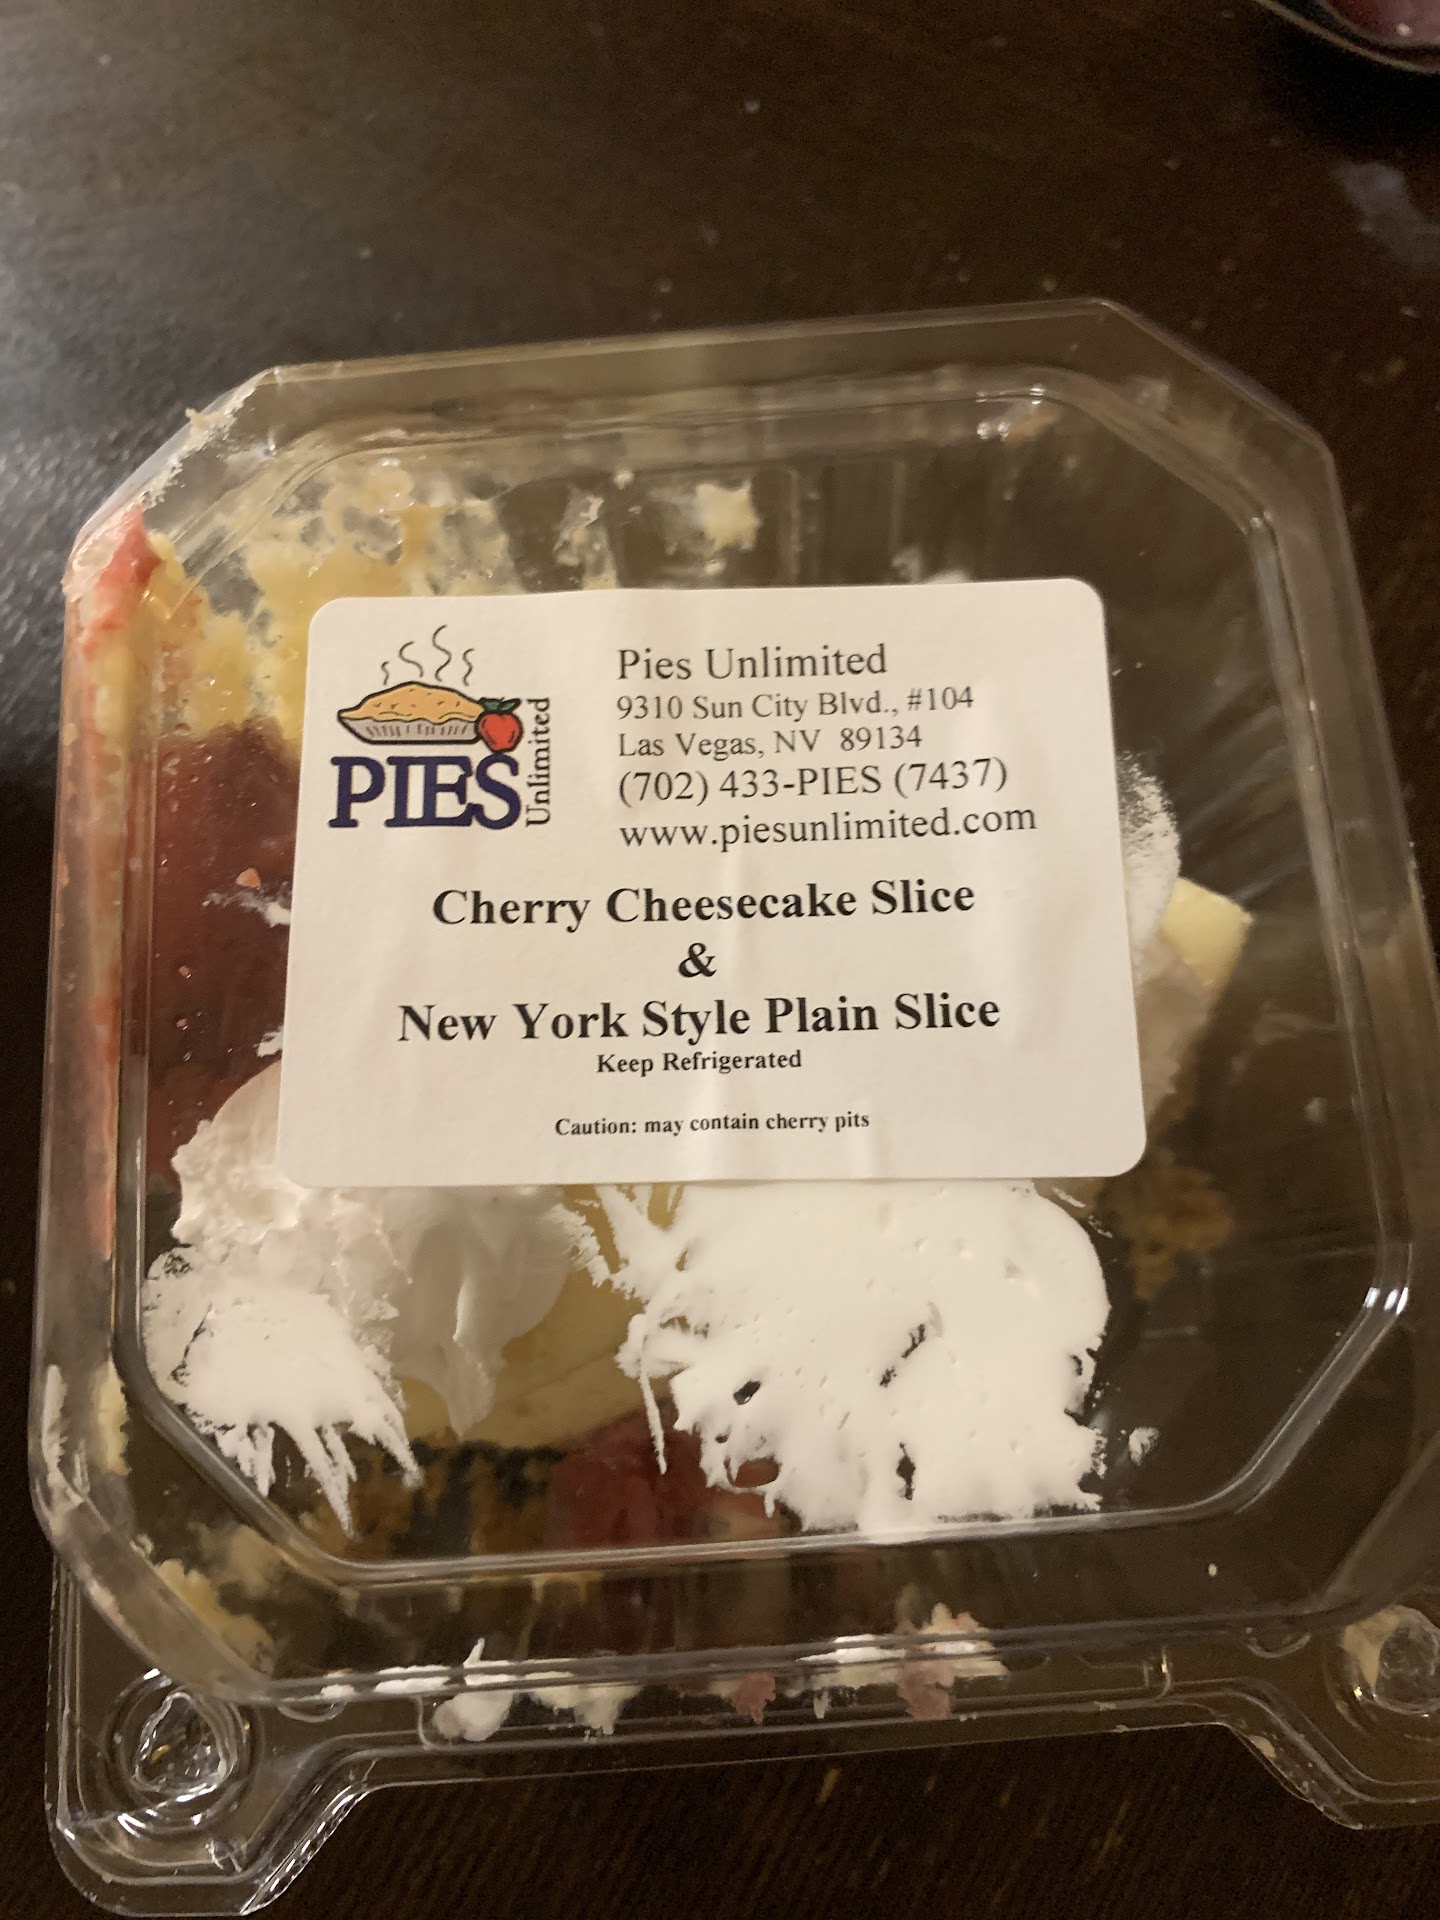 PIES
Unlimited
Pies Unlimited
9310 Sun City Blvd., #104
Las Vegas, NV 89134
(702) 433-PIES (7437)
www.piesunlimited.com
Cherry Cheesecake Slice
&
New York Style Plain Slice
Keep Refrigerated
Caution: may contain cherry pits